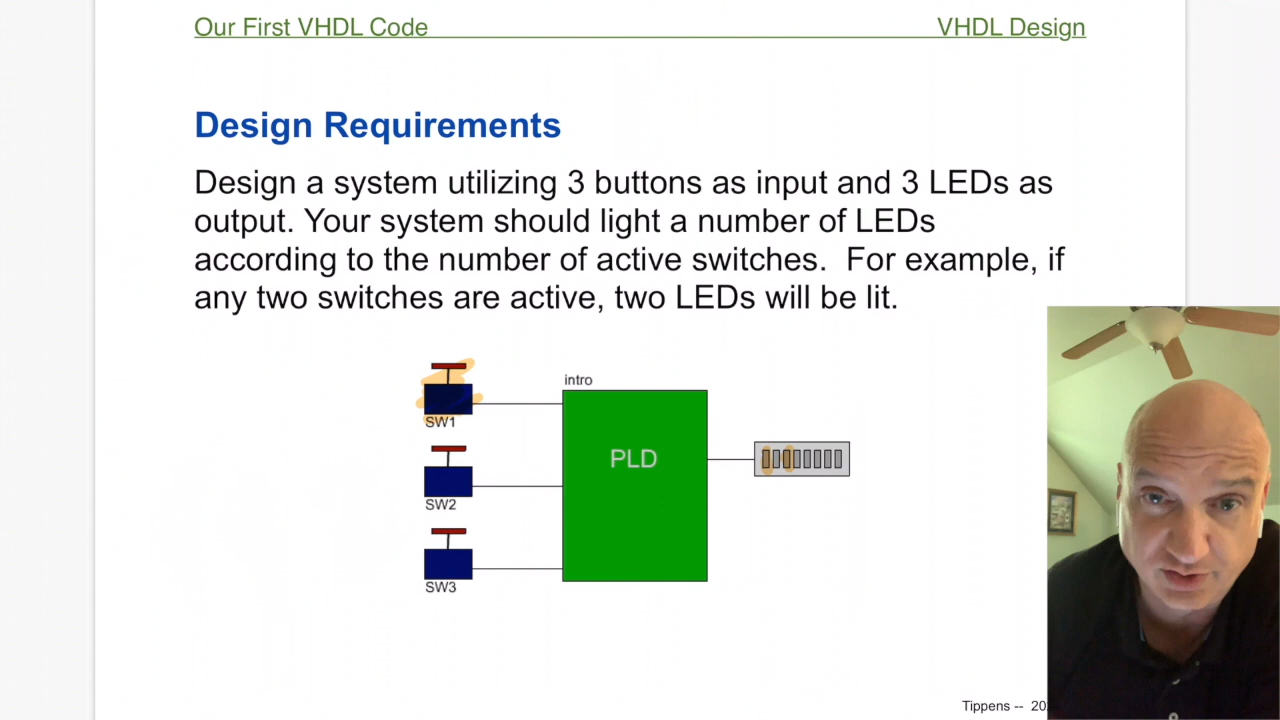 Our First VHDL Code VHDL Design
Design Requirements
Design a system utilizing 3 buttons as input and 3 LEDs as
output. Your system should light a number of LEDs
according to the number of active switches. For example, if
any two switches are active, two LEDs will be lit.
intro
SW1
PLD
SW2
SW3
Tippens --